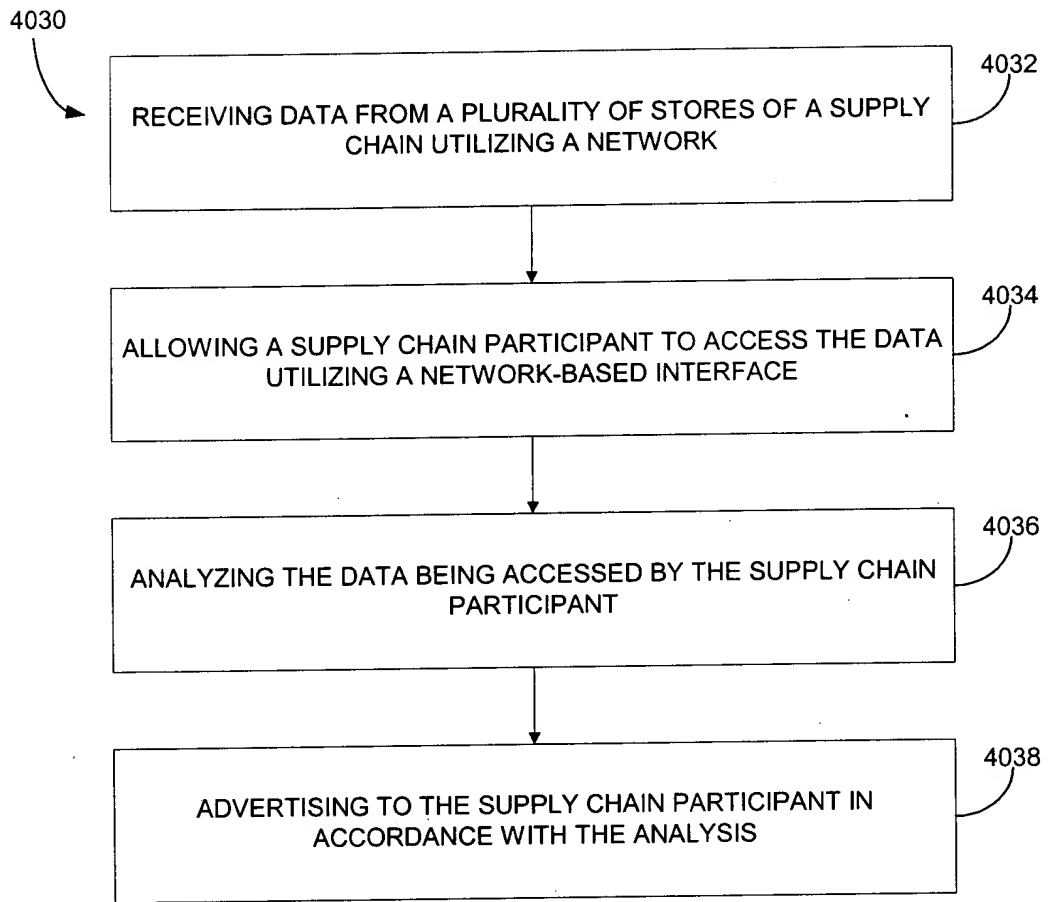 4030
4032
RECEIVING DATA FROM A PLURALITY OF STORES OF A SUPPLY
CHAIN UTILIZING A NETWORK
4034
ALLOWING A SUPPLY CHAIN PARTICIPANT TO ACCESS THE DATA
UTILIZING A NETWORK-BASED INTERFACE
4036
ANALYZING THE DATA BEING ACCESSED BY THE SUPPLY CHAIN
PARTICIPANT
4038
ADVERTISING TO THE SUPPLY CHAIN PARTICIPANT IN
ACCORDANCE WITH THE ANALYSIS